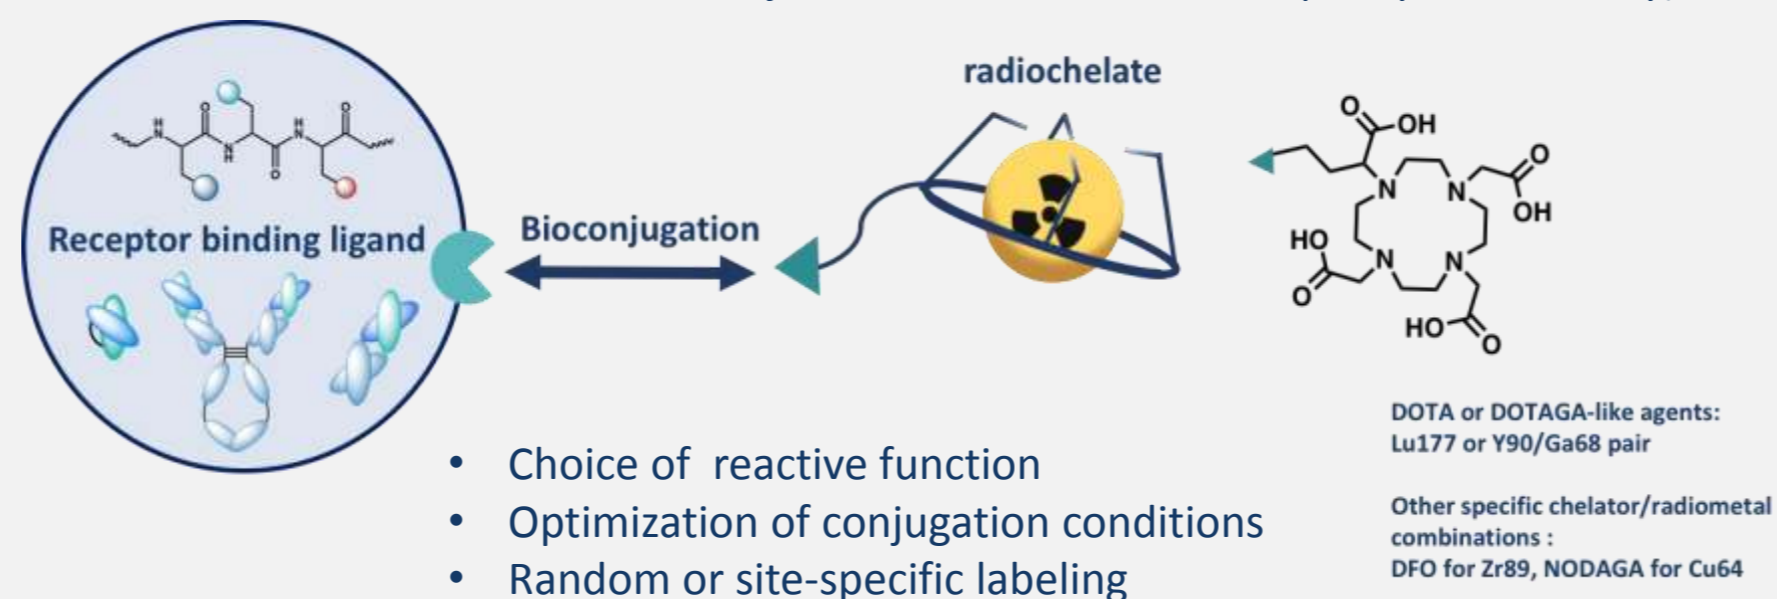 radiochelate
Receptor binding ligand
Bioconjugation
H
N
O
N
H
O
H
N
O
O
OH
N
N
O
OH
HO
O
N
N
HO
O
DOTA or DOTAGA-like agents:
Lu177 or Y90/Ga68 pair
Other specific chelator/radiometal
combinations :
DFO for Zr89, NODAGA for Cu64
• Choice of reactive function
• Optimization of conjugation conditions
• Random or site-specific labeling